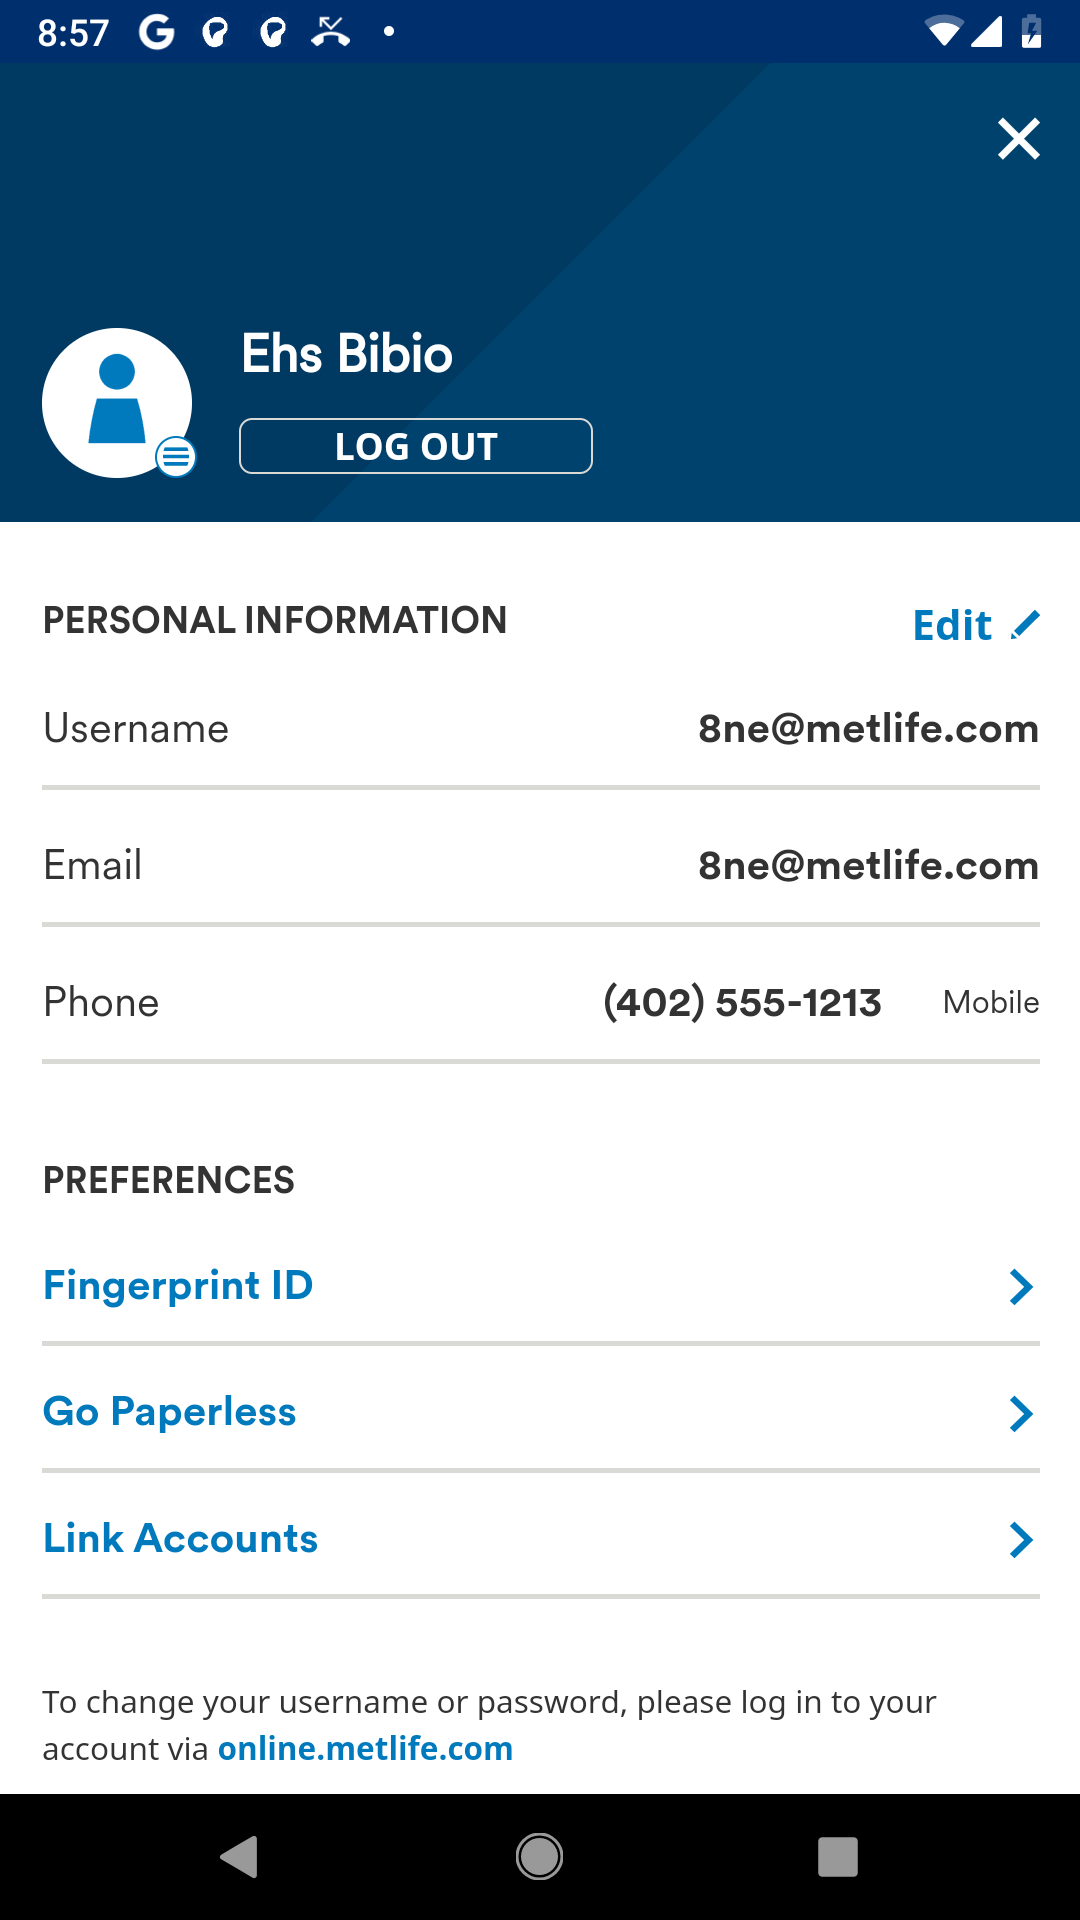 8:57
Ehs Bibio
LOG OUT
PERSONAL INFORMATION
Edit
Username 8ne@metlife.com
Email 8ne@metlife.com
Phone (402) 555-1213 Mobile
PREFERENCES
Fingerprint ID
Go Paperless
Link Accounts
To change your username or password, please log in to your
account via online.metlife.com